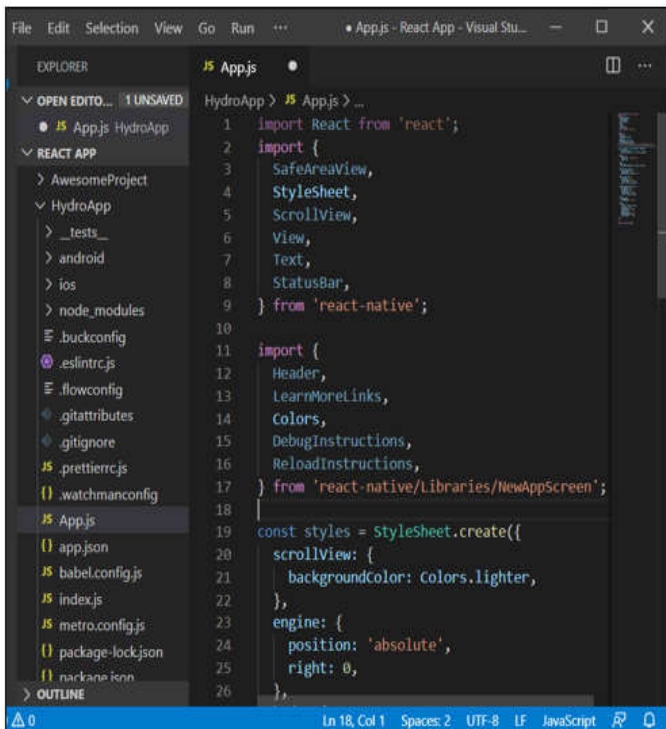 File Edit Selection View Go Run ··· ● App.js - React App - Visual Stu...
EXPLORER
OPEN EDITO... 1 UNSAVED
● JS App.js HydroApp
REACT APP
> AwesomeProject
HydroApp
> __tests__
> android
> ios
> node_modules
.buckconfig
.eslintrc.js
.flowconfig
.gitattributes
.gitignore
JS .prettierrc.js
{} .watchmanconfig
JS App.js
{} app.json
JS babel.config.js
JS index.js
JS metro.config.js
{} package-lock.json
{} package.json
> OUTLINE
JS App.js ●
HydroApp > JS App.js > ...
1 import React from 'react';
2 import {
3 SafeAreaView,
4 StyleSheet,
5 ScrollView,
6 View,
7 Text,
8 StatusBar,
9 } from 'react-native';
10
11 import {
12 Header,
13 LearnMoreLinks,
14 Colors,
15 DebugInstructions,
16 ReloadInstructions,
17 } from 'react-native/Libraries/NewAppScreen';
18
19 const styles = StyleSheet.create({
20 scrollView: {
21 backgroundColor: Colors.lighter,
22 },
23 engine: {
24 position: 'absolute',
25 right: 0,
26 },
0 Ln 18, Col 1 Spaces: 2 UTF-8 LF JavaScript